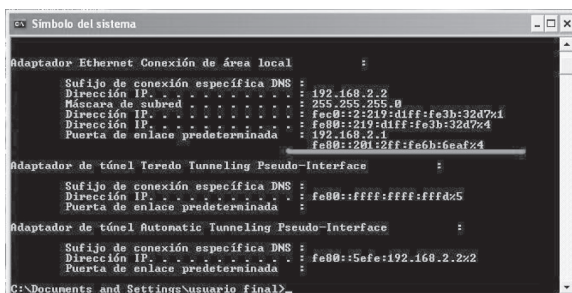 Símbolo del sistema
Adaptador Ethernet Conexión de área local :
Sufijo de conexión específica DNS :
Dirección IP. . . . . . . . . . . : 192.168.2.2
Máscara de subred . . . . . . . . : 255.255.255.0
Dirección IP. . . . . . . . . . . : fec0::2:219:d1ff:fe3b:32d7%1
Dirección IP. . . . . . . . . . . : fe80::219:d1ff:fe3b:32d7%4
Puerta de enlace predeterminada : 192.168.2.1
fe80::201:2ff:fe6b:6eaf%4
Adaptador de túnel Teredo Tunneling Pseudo-Interface :
Sufijo de conexión específica DNS :
Dirección IP. . . . . . . . . . . : fe80::ffff:ffff:fffd%5
Puerta de enlace predeterminada :
Adaptador de túnel Automatic Tunneling Pseudo-Interface :
Sufijo de conexión específica DNS :
Dirección IP. . . . . . . . . . . : fe80::5efe:192.168.2.2%2
Puerta de enlace predeterminada :
C:\Documents and Settings\usuario final>_